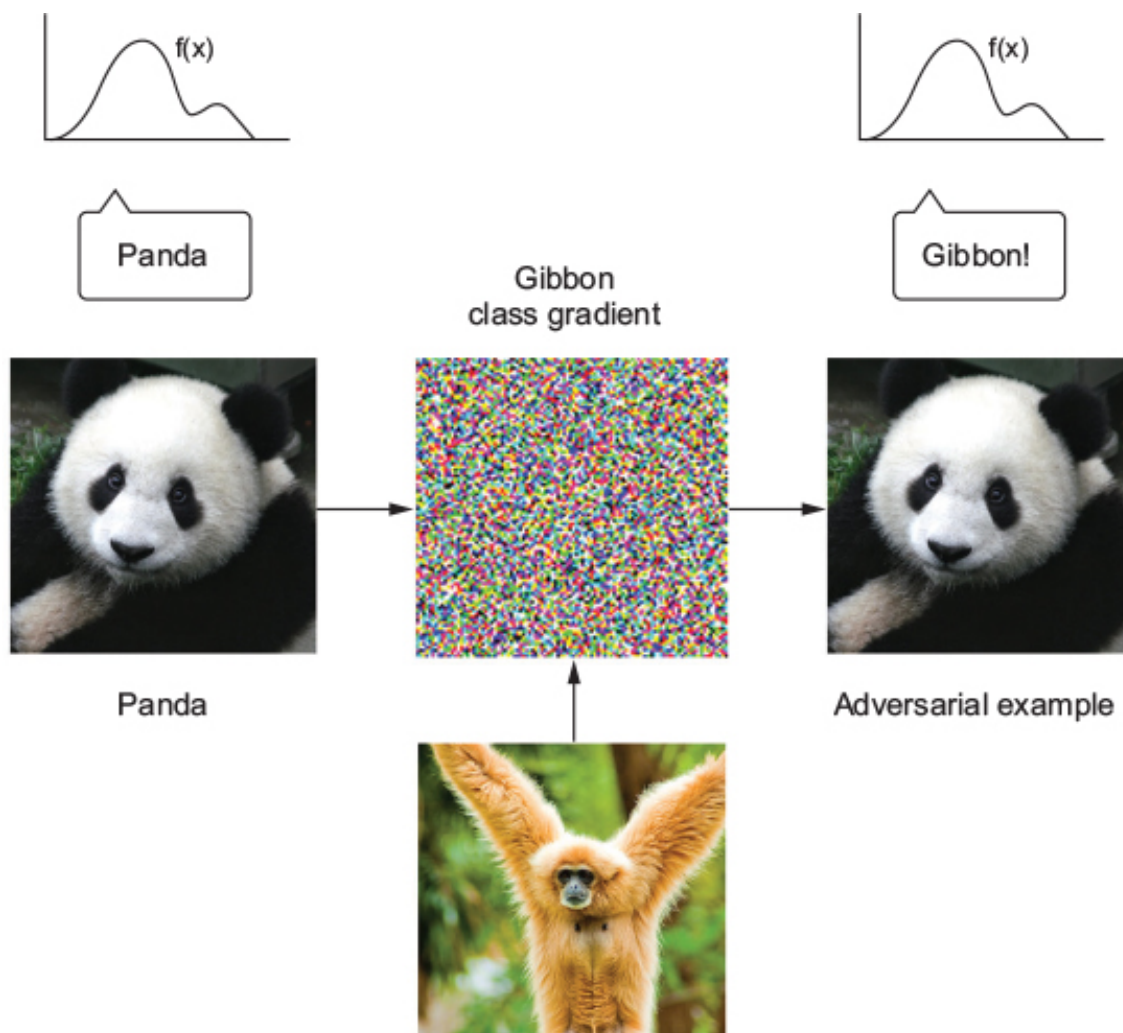 f(x)
f(x)
Panda
Gibbon!
Gibbon
class gradient
Panda
Adversarial example